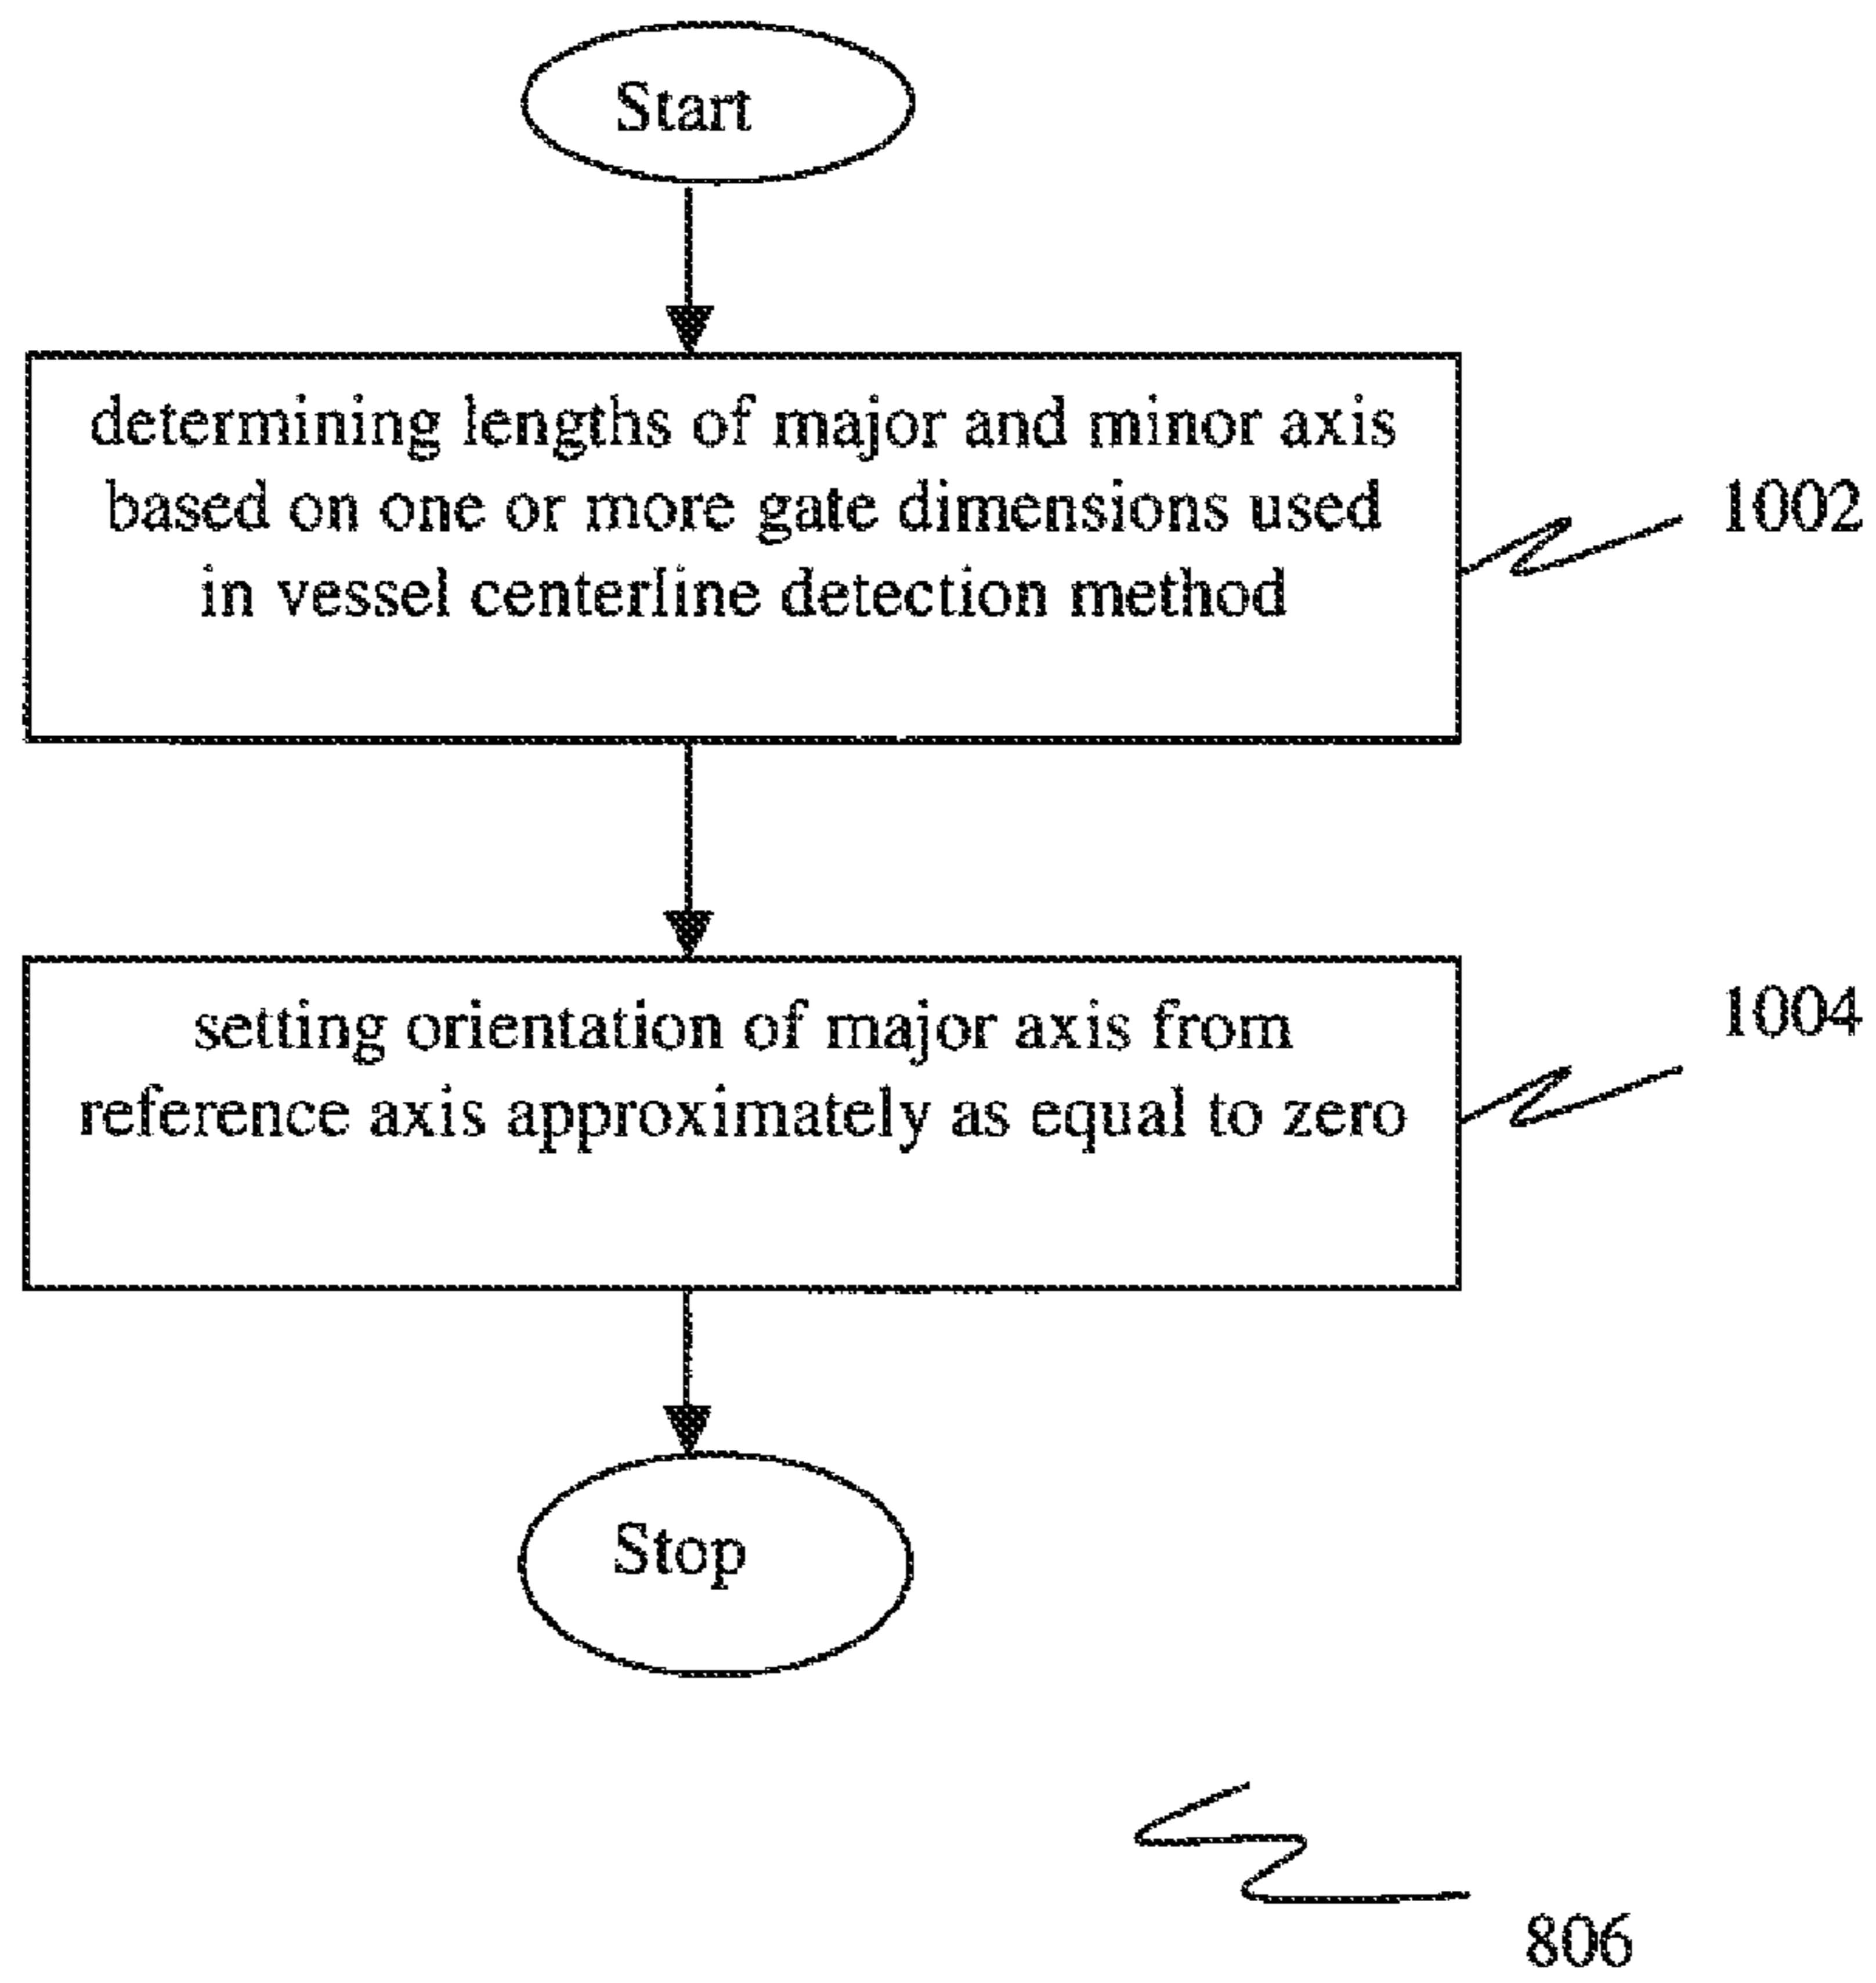 Start
determining lengths of major and minor axis
based on one or more gate dimensions used
in vessel centerline detection method
1002
setting orientation of major axis from
reference axis approximately as equal to zero
1004
Stop
806